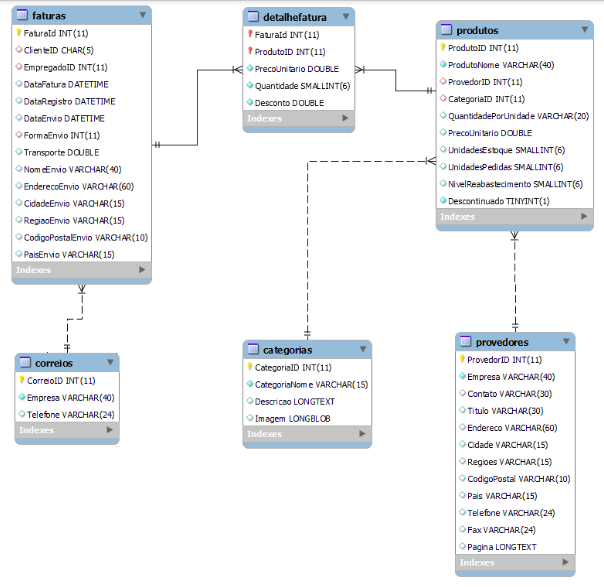 faturas
FaturaId INT(11)
ClienteID CHAR(5)
EmpregadoID INT(11)
DataFatura DATETIME
DataRegistro DATETIME
DataEnvio DATETIME
FormaEnvio INT(11)
Transporte DOUBLE
NomeEnvio VARCHAR(40)
EnderecoEnvio VARCHAR(60)
CidadeEnvio VARCHAR(15)
RegiaoEnvio VARCHAR(15)
CodigoPostalEnvio VARCHAR(10)
PaisEnvio VARCHAR(15)
Indexes
detalhefatura
FaturaId INT(11)
ProdutoID INT(11)
PrecoUnitario DOUBLE
Quantidade SMALLINT(6)
Desconto DOUBLE
Indexes
produtos
ProdutoID INT(11)
ProdutoNome VARCHAR(40)
ProvedorID INT(11)
CategoriaID INT(11)
QuantidadePorUnidade VARCHAR(20)
PrecoUnitario DOUBLE
UnidadesEstoque SMALLINT(6)
UnidadesPedidas SMALLINT(6)
NivelReabastecimento SMALLINT(6)
Descontinuado TINYINT(1)
Indexes
correios
CorreioID INT(11)
Empresa VARCHAR(40)
Telefone VARCHAR(24)
Indexes
categorias
CategoriaID INT(11)
CategoriaNome VARCHAR(15)
Descricao LONGTEXT
Imagem LONGBLOB
Indexes
provedores
ProvedorID INT(11)
Empresa VARCHAR(40)
Contato VARCHAR(30)
Titulo VARCHAR(30)
Endereco VARCHAR(60)
Cidade VARCHAR(15)
Regioes VARCHAR(15)
CodigoPostal VARCHAR(10)
Pais VARCHAR(15)
Telefone VARCHAR(24)
Fax VARCHAR(24)
Pagina LONGTEXT
Indexes